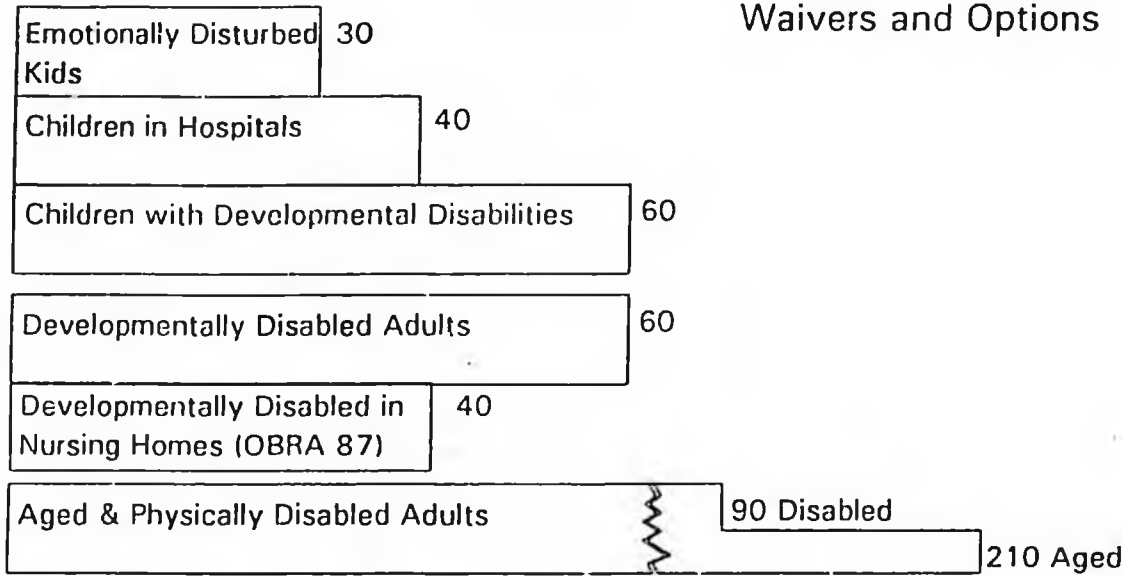 Waivers and Options
Emotionally Disturbed 30
Kids
Children in Hospitals 40
Children with Developmental Disabilities 60
Developmentally Disabled Adults 60
Developmentally Disabled in 40
Nursing Homes (OBRA 87)
Aged & Physically Disabled Adults 90 Disabled
210 Aged